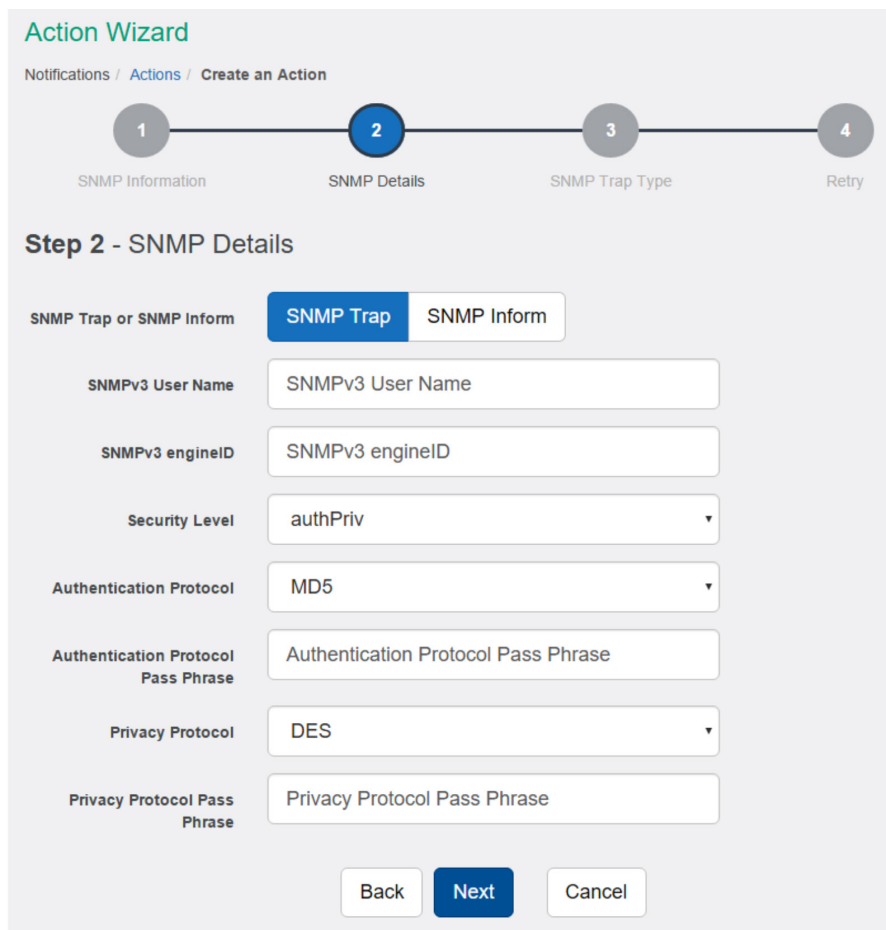 Action Wizard
Notifications / Actions / Create an Action
1 2 3 4
SNMP Information SNMP Details SNMP Trap Type Retry
Step 2 - SNMP Details
SNMP Trap or SNMP Inform SNMP Trap SNMP Inform
SNMPv3 User Name SNMPv3 User Name
SNMPv3 engineID SNMPv3 engineID
Security Level authPriv
Authentication Protocol MD5
Authentication Protocol Authentication Protocol Pass Phrase
Pass Phrase
Privacy Protocol DES
Privacy Protocol Pass Privacy Protocol Pass Phrase
Phrase
Back Next Cancel